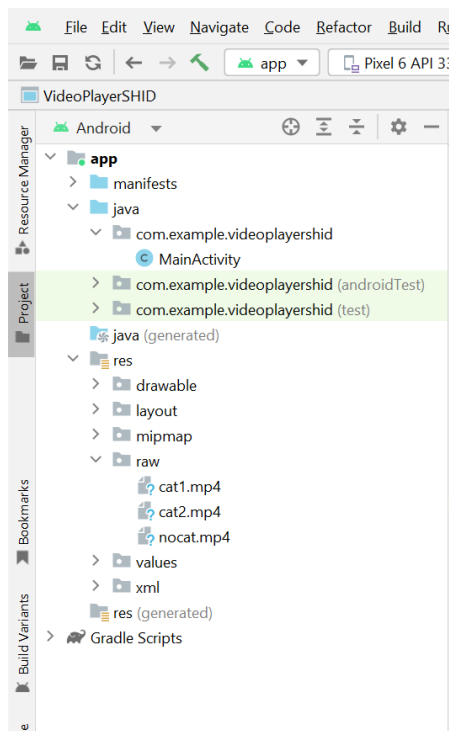 File Edit View Navigate Code Refactor Build
app Pixel 6 API 33
VideoPlayerSHID
Android
Resource Manager
app
manifests
java
com.example.videoplayershid
MainActivity
com.example.videoplayershid (androidTest)
com.example.videoplayershid (test)
Project
java (generated)
res
drawable
layout
mipmap
raw
cat1.mp4
cat2.mp4
nocat.mp4
Bookmarks
values
xml
res (generated)
Gradle Scripts
Build Variants